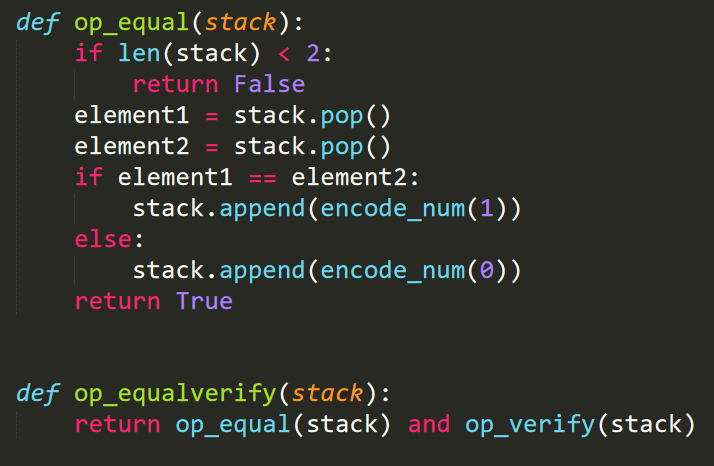 def op_equal(stack):
    if len(stack) < 2:
        return False
    element1 = stack.pop()
    element2 = stack.pop()
    if element1 == element2:
        stack.append(encode_num(1))
    else:
        stack.append(encode_num(0))
    return True
def op_equalverify(stack):
    return op_equal(stack) and op_verify(stack)